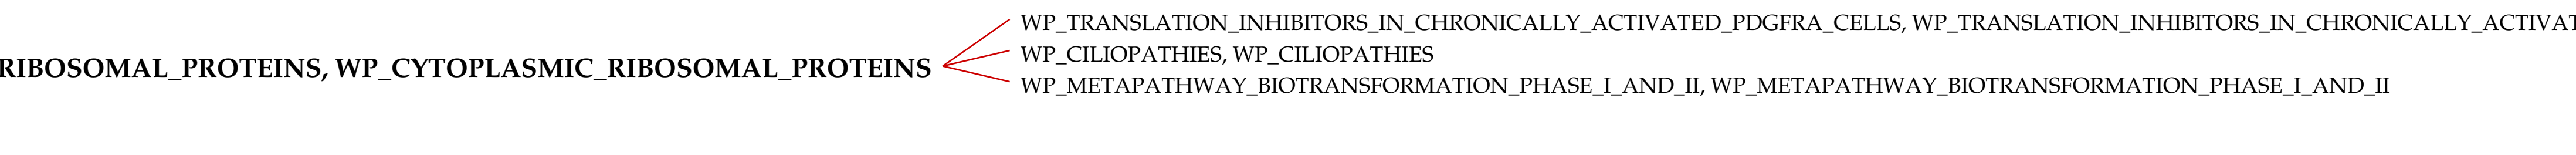 WP_TRANSLATION_INHIBITORS_IN_CHRONICALLY_ACTIVATED_PDGFRA_CELLS, WP_TRANSLATION_INHIBITORS_IN_CHRONICALLY_ACTIVAT
WP_CILIOPATHIES, WP_CILIOPATHIES
RIBOSOMAL_PROTEINS, WP_CYTOPLASMIC_RIBOSOMAL_PROTEINS
WP_METAPATHWAY_BIOTRANSFORMATION_PHASE_I_AND_II, WP_METAPATHWAY_BIOTRANSFORMATION_PHASE_I_AND_II